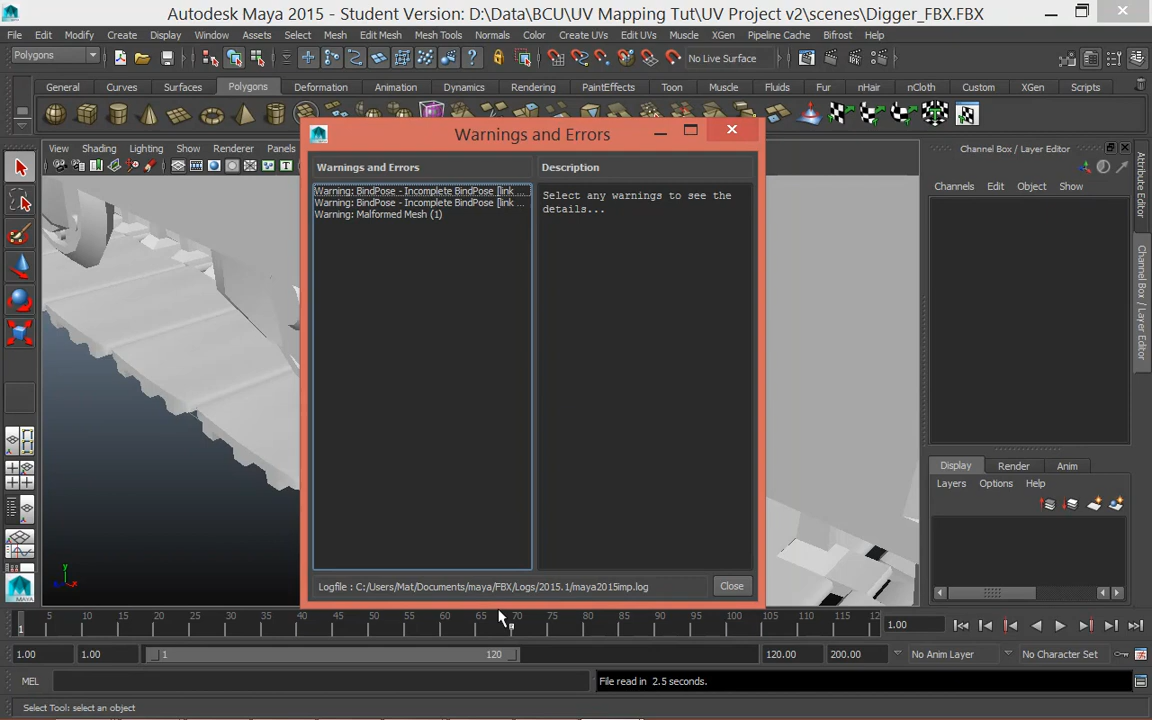 Autodesk Maya 2015 - Student Version: D:\Data\BCU\UV Mapping Tut\UV Project v2\scenes\Digger_FBX.FBX
File Edit Modify Create Display Window Assets Select Mesh Edit Mesh Mesh Tools Normals Color Create UVs Edit UVs Muscle XGen Pipeline Cache Bifrost Help
Polygons No Live Surface
General Curves Surfaces Polygons Deformation Animation Dynamics Rendering PaintEffects Toon Muscle Fluids Fur nHair nCloth Custom XGen Scripts
View Shading Lighting Show Renderer Panels
Warnings and Errors
Warnings and Errors Description
Warning: BindPose - Incomplete BindPose [link ...
Warning: BindPose - Incomplete BindPose [link ...
Warning: Malformed Mesh (1)
Select any warnings to see the
details...
Logfile : C:/Users/Mat/Documents/maya/FBX/Logs/2015.1/maya2015imp.log Close
Channel Box / Layer Editor
Channels Edit Object Show
Attribute Editor
Channel Box / Layer Editor
Display Render Anim
Layers Options Help
y
z
1 5 10 15 20 25 30 35 40 45 50 55 60 65 70 75 80 85 90 95 100 105 110 115 12 1.00
1.00 1.00 1 120 120.00 200.00 No Anim Layer No Character Set
MEL File read in 2.5 seconds.
Select Tool: select an object